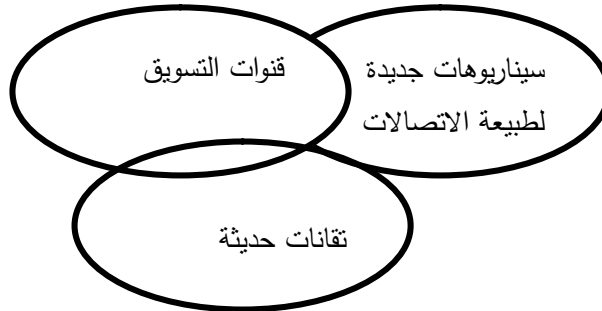 سيناريوهات جديدة
لطبيعة الاتصالات
قنوات التسويق
تقانات حديثة